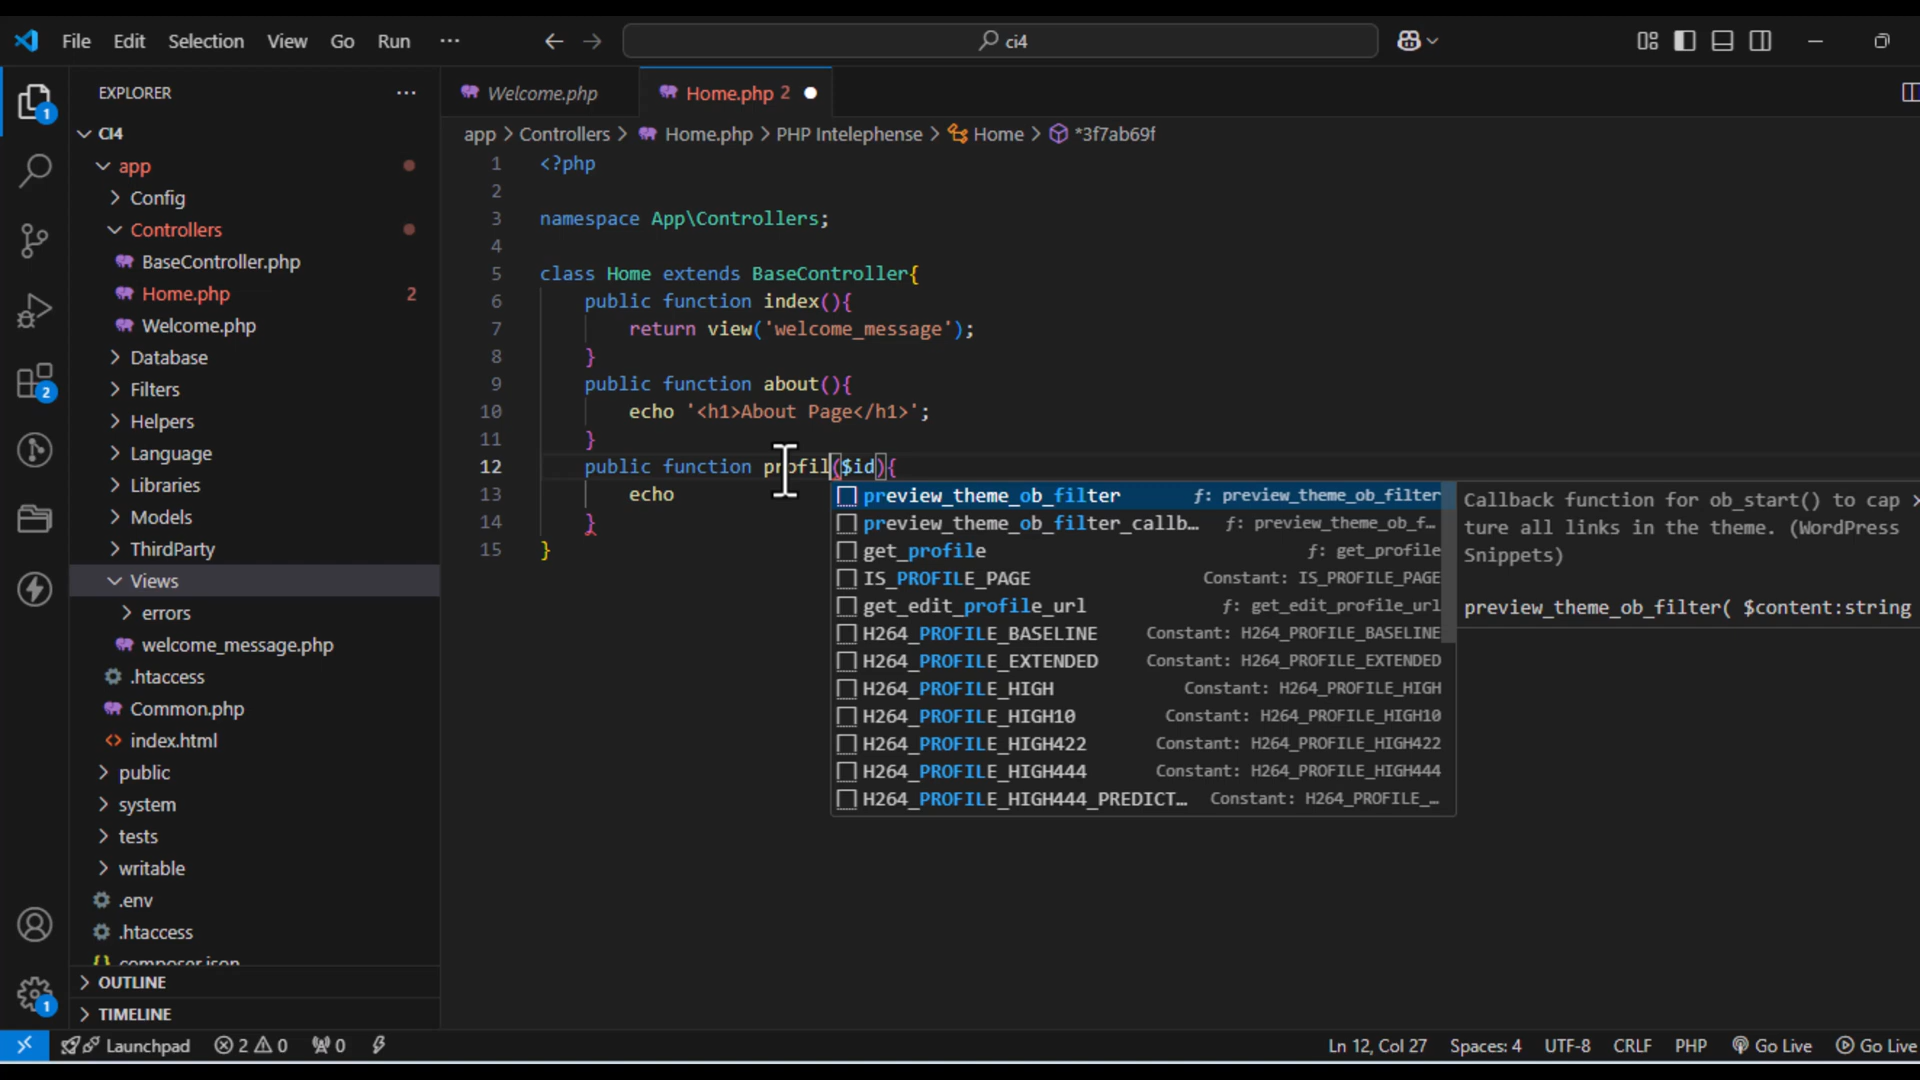 File Edit Selection View Go Run ··· ci4
EXPLORER ···
CI4
app
Config
Controllers
BaseController.php
Home.php 2
Welcome.php
Database
Filters
Helpers
Language
Libraries
Models
ThirdParty
Views
errors
welcome_message.php
.htaccess
Common.php
index.html
public
system
tests
writable
.env
.htaccess
composer.json
OUTLINE
TIMELINE
1
2
1
Welcome.php Home.php 2
app > Controllers > Home.php > PHP Intelephense > Home > *3f7ab69f
1 <?php
2
3 namespace App\Controllers;
4
5 class Home extends BaseController{
6 public function index(){
7 return view('welcome_message');
8 }
9 public function about(){
10 echo '<h1>About Page</h1>';
11 }
12 public function profil($id){
13 echo
14 }
15 }
preview_theme_ob_filter f: preview_theme_ob_filter
preview_theme_ob_filter_callb… f: preview_theme_ob_f…
get_profile f: get_profile
IS_PROFILE_PAGE Constant: IS_PROFILE_PAGE
get_edit_profile_url f: get_edit_profile_url
H264_PROFILE_BASELINE Constant: H264_PROFILE_BASELINE
H264_PROFILE_EXTENDED Constant: H264_PROFILE_EXTENDED
H264_PROFILE_HIGH Constant: H264_PROFILE_HIGH
H264_PROFILE_HIGH10 Constant: H264_PROFILE_HIGH10
H264_PROFILE_HIGH422 Constant: H264_PROFILE_HIGH422
H264_PROFILE_HIGH444 Constant: H264_PROFILE_HIGH444
H264_PROFILE_HIGH444_PREDICT… Constant: H264_PROFILE_…
Callback function for ob_start() to cap
ture all links in the theme. (WordPress
Snippets)
preview_theme_ob_filter( $content:string
Launchpad 2 0 0 Ln 12, Col 27 Spaces: 4 UTF-8 CRLF PHP Go Live Go Live